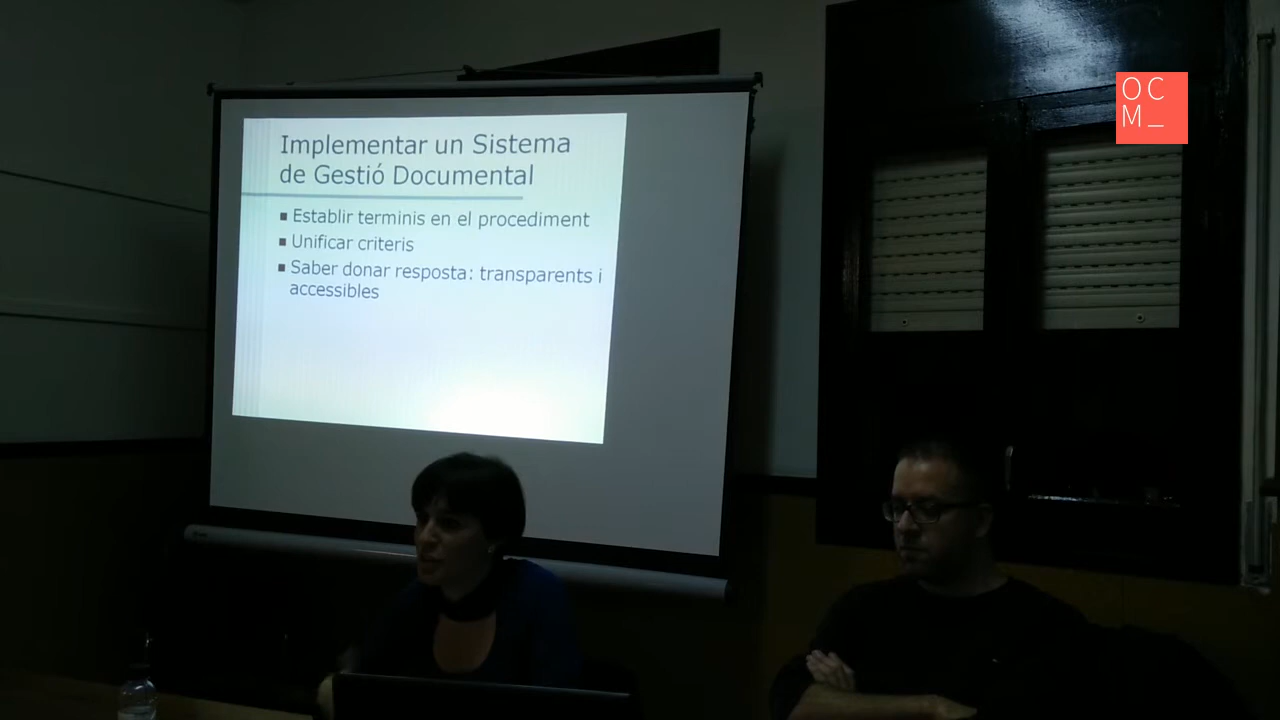 Implementar un Sistema
de Gestió Documental
Establir terminis en el procediment
Unificar criteris
Saber donar resposta: transparents i
accessibles
OC
M_